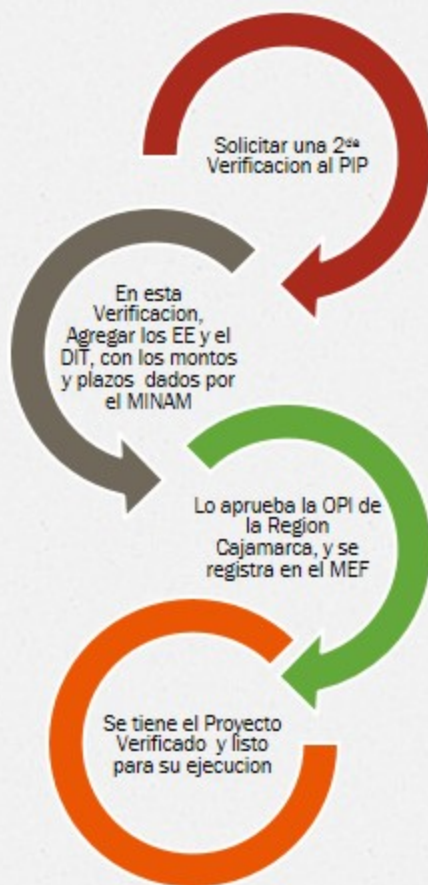 Solicitar una 2da
Verificacion al PIP
En esta
Verificacion,
Agregar los EE y el
DIT, con los montos
y plazos dados por
el MINAM
Lo aprueba la OPI de
la Region
Cajamarca, y se
registra en el MEF
Se tiene el Proyecto
Verificado y listo
para su ejecucion